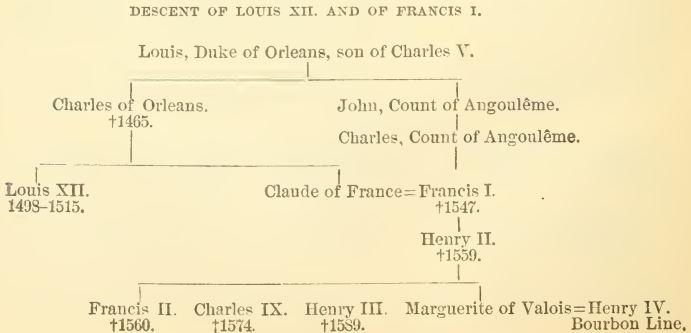 DESCENT OF LOUIS XII. AND OF FRANCIS I.
Louis, Duke of Orleans, son of Charles V.
Charles of Orleans. John, Count of Angoulême.
†1465.
Charles, Count of Angoulême.
Louis XII. Claude of France=Francis I.
1498–1515. †1547.
Henry II.
†1559.
Francis II. Charles IX. Henry III. Marguerite of Valois=Henry IV.
†1560. †1574. †1589. Bourbon Line.